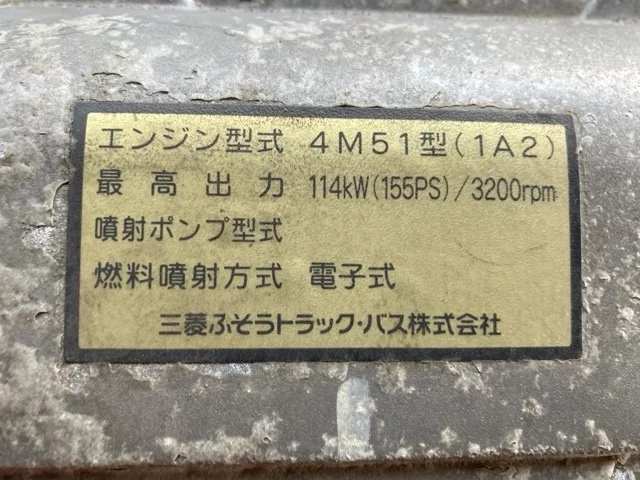 エンジン型式 4M51型(1A2)
最高出力 114kW(155PS)/3200rpm
噴射ポンプ型式
燃料噴射方式 電子式
三菱ふそうトラック・バス株式会社